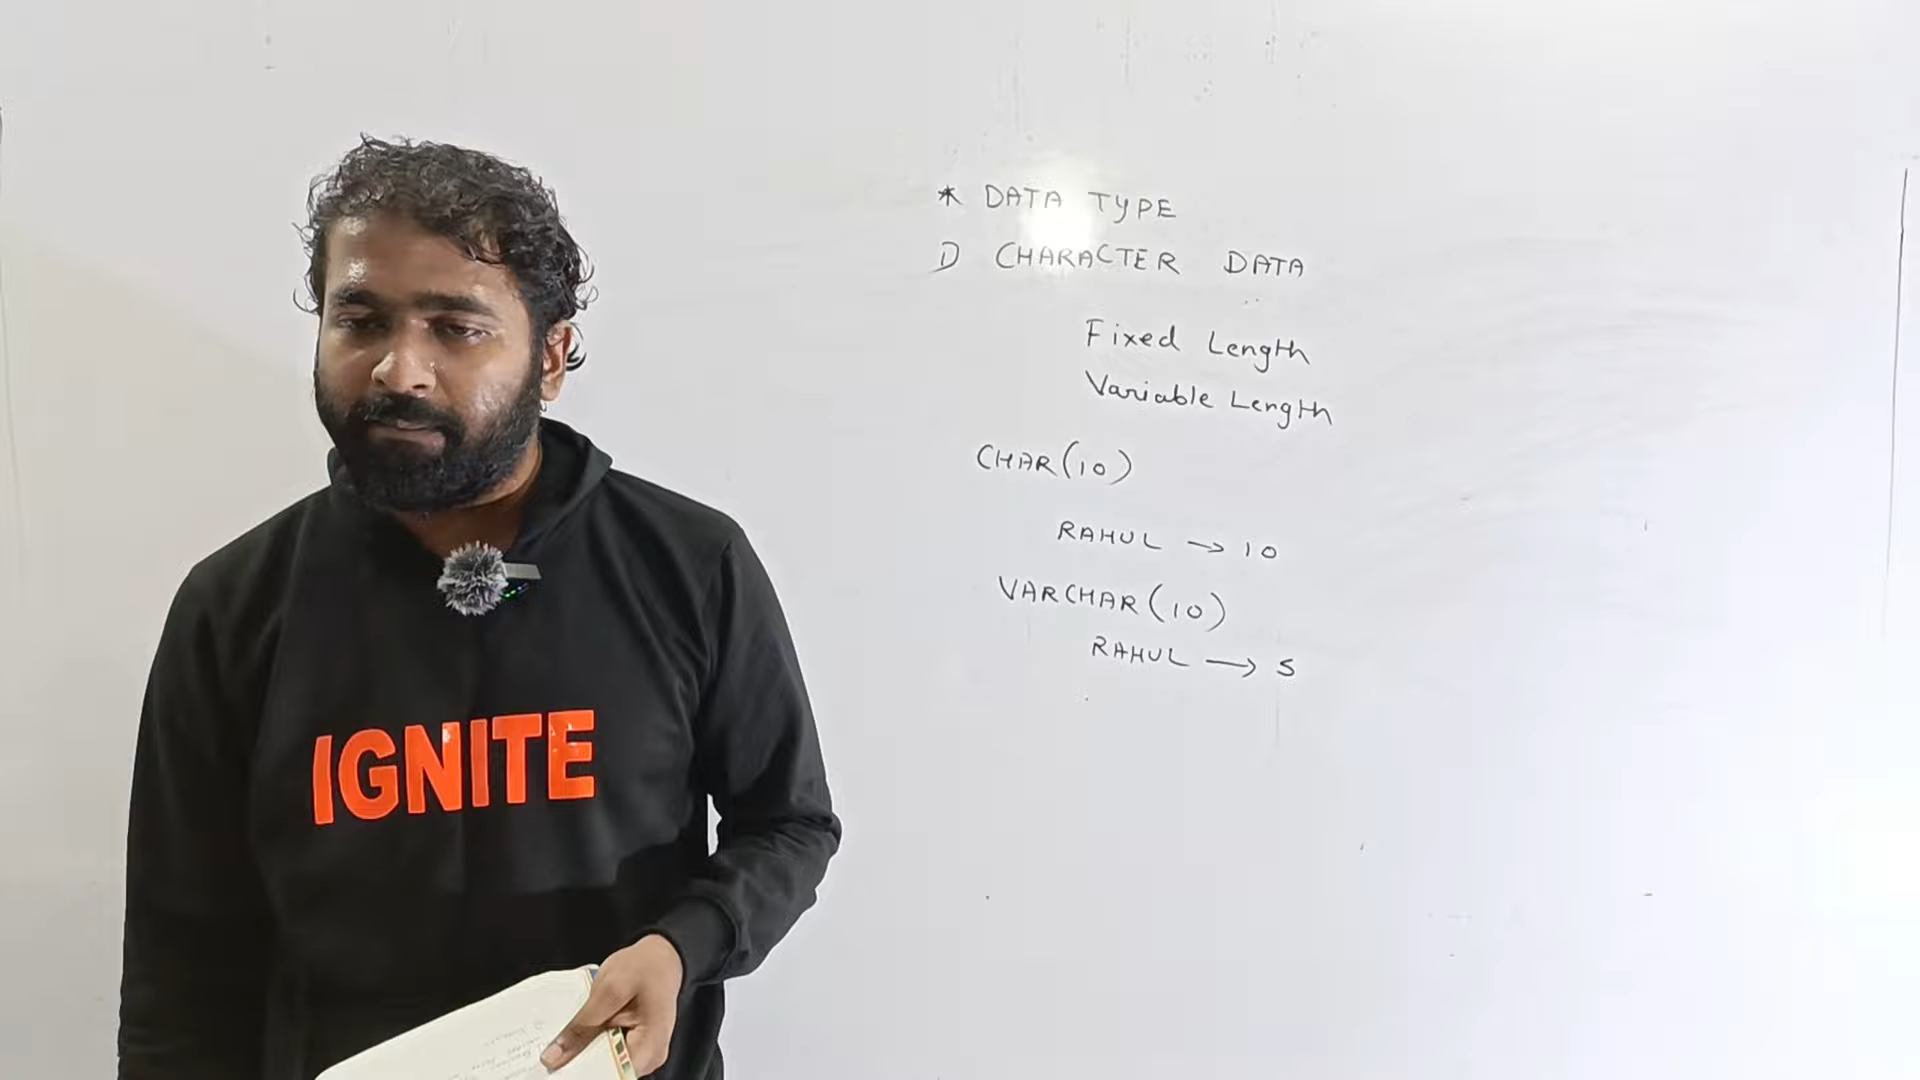 * DATA TYPE
1) CHARACTER DATA
Fixed Length
Variable Length
CHAR(10)
RAHUL → 10
VARCHAR(10)
RAHUL → 5
IGNITE